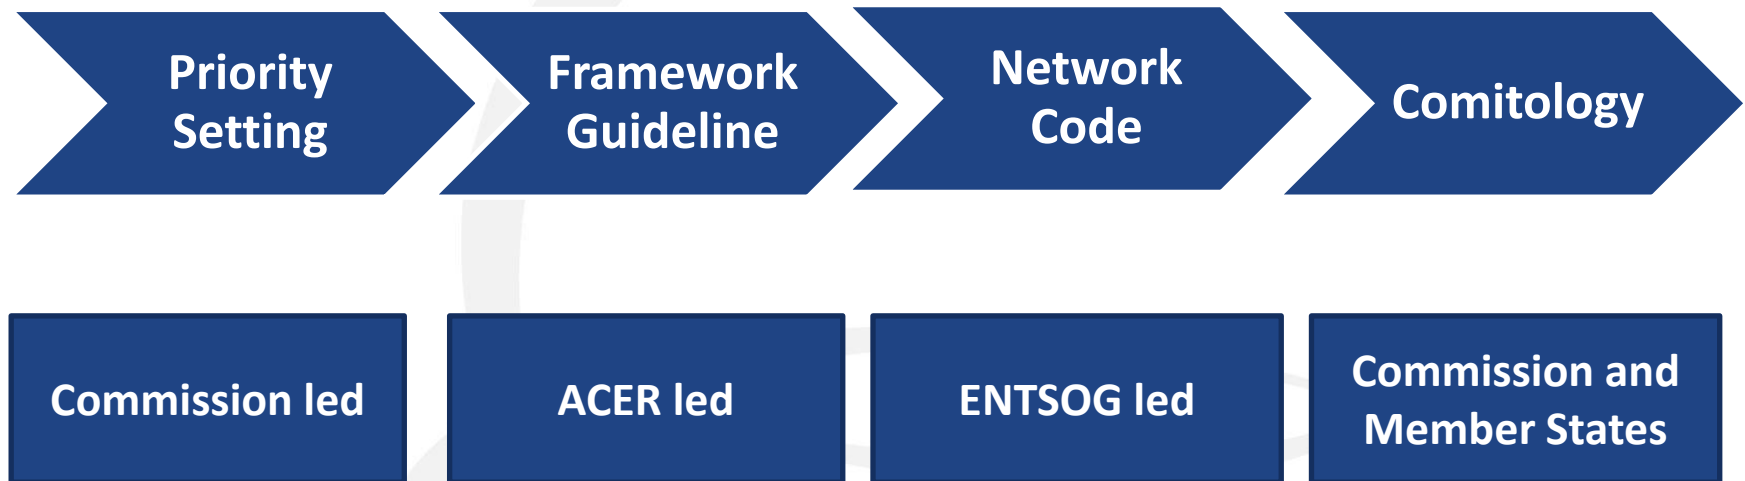 Priority
Setting
Framework
Guideline
Network
Code
Comitology
Commission led
ACER led
ENTSOG led
Commission and
Member States